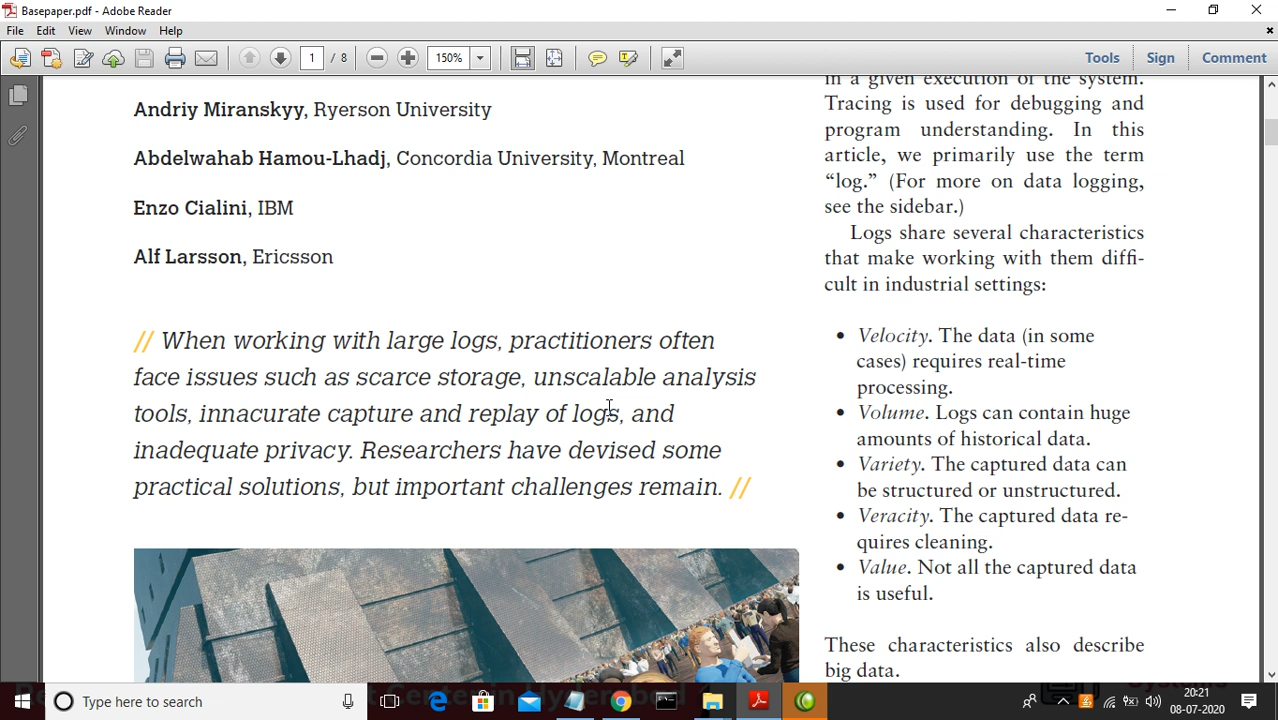 Basepaper.pdf - Adobe Reader
File Edit View Window Help
1 / 8 150% Tools Sign Comment
Andriy Miranskyy, Ryerson University
Abdelwahab Hamou-Lhadj, Concordia University, Montreal
Enzo Cialini, IBM
Alf Larsson, Ericsson
// When working with large logs, practitioners often
face issues such as scarce storage, unscalable analysis
tools, innacurate capture and replay of logs, and
inadequate privacy. Researchers have devised some
practical solutions, but important challenges remain. //
in a given execution of the system.
Tracing is used for debugging and
program understanding. In this
article, we primarily use the term
“log.” (For more on data logging,
see the sidebar.)
Logs share several characteristics
that make working with them diffi-
cult in industrial settings:
• Velocity. The data (in some
cases) requires real-time
processing.
• Volume. Logs can contain huge
amounts of historical data.
• Variety. The captured data can
be structured or unstructured.
• Veracity. The captured data re-
quires cleaning.
• Value. Not all the captured data
is useful.
These characteristics also describe
big data.
Type here to search
20:21
08-07-2020